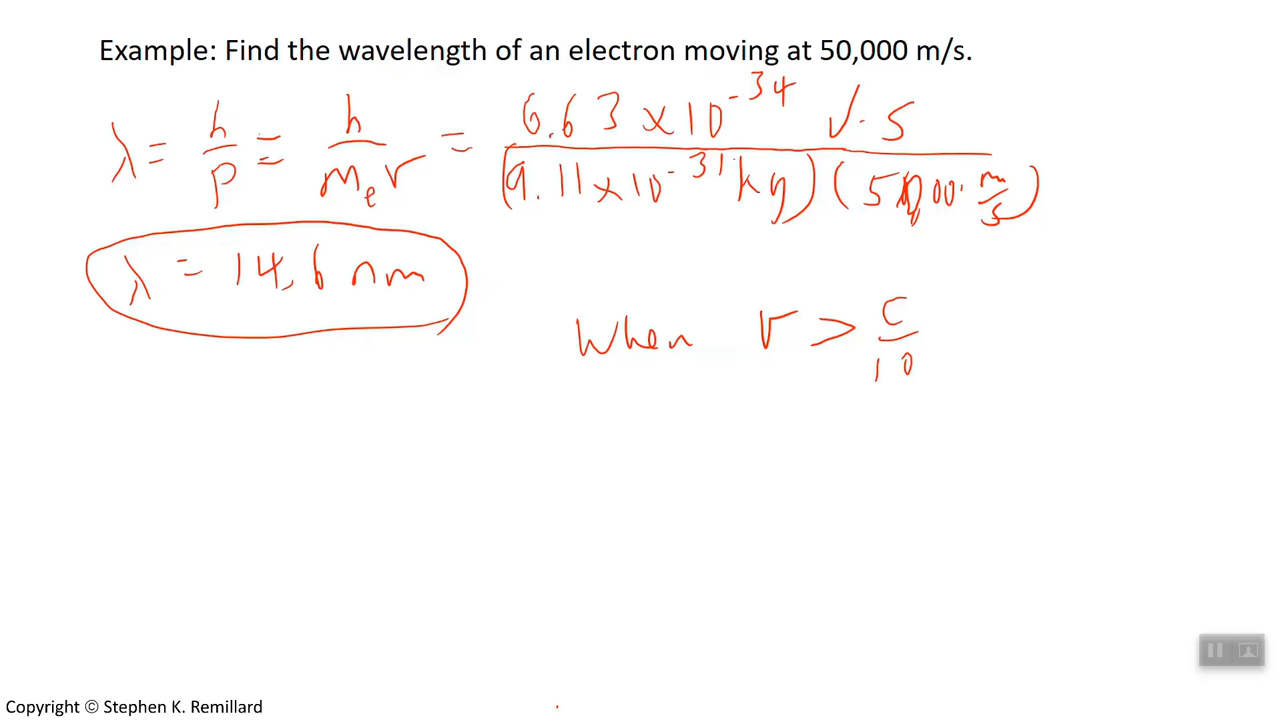 Example: Find the wavelength of an electron moving at 50,000 m/s.
λ = h/p = h/(mₑv) = 6.63 × 10⁻³⁴ J·s / (9.11 × 10⁻³¹ kg) (50,000 m/s)
λ = 14.6 nm
When v > c/10
Copyright © Stephen K. Remillard